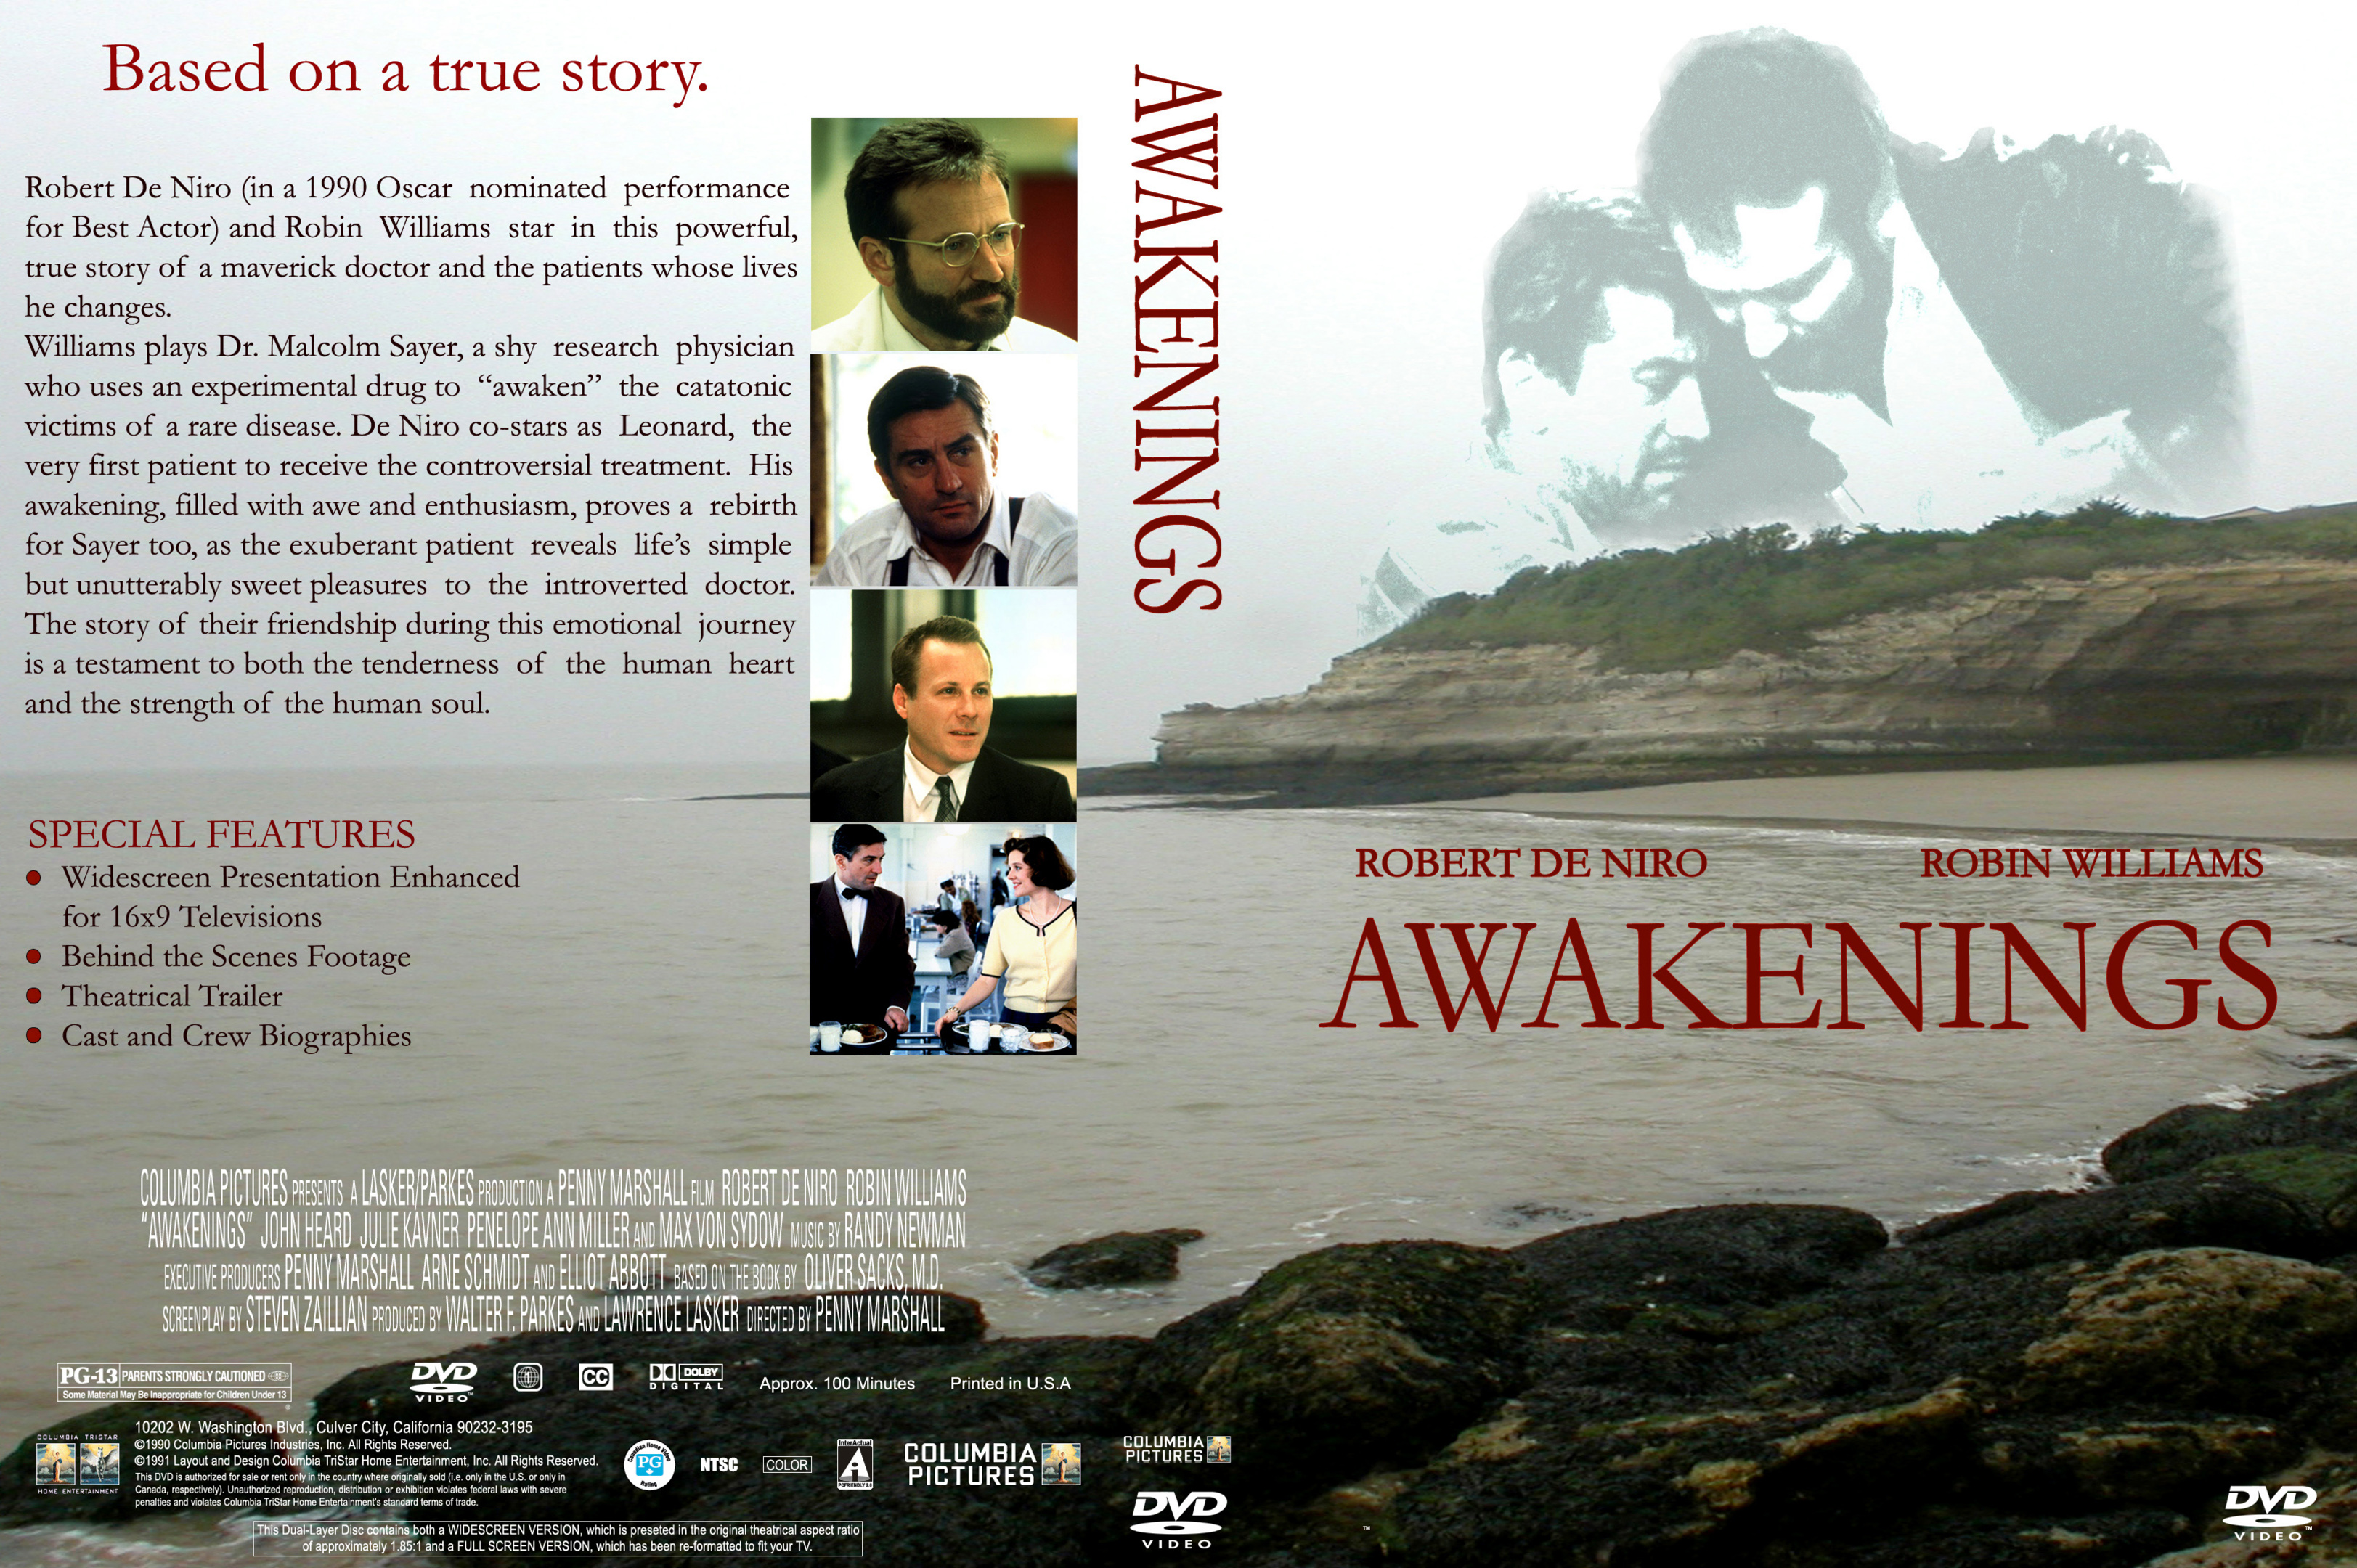 Based on a true story.
Robert De Niro (in a 1990 Oscar nominated performance
for Best Actor) and Robin Williams star in this powerful,
true story of a maverick doctor and the patients whose lives
he changes.
Williams plays Dr. Malcolm Sayer, a shy research physician
who uses an experimental drug to “awaken” the catatonic
victims of a rare disease. De Niro co-stars as Leonard, the
very first patient to receive the controversial treatment. His
awakening, filled with awe and enthusiasm, proves a rebirth
for Sayer too, as the exuberant patient reveals life’s simple
but unutterably sweet pleasures to the introverted doctor.
The story of their friendship during this emotional journey
is a testament to both the tenderness of the human heart
and the strength of the human soul.
SPECIAL FEATURES
• Widescreen Presentation Enhanced
for 16x9 Televisions
• Behind the Scenes Footage
• Theatrical Trailer
• Cast and Crew Biographies
COLUMBIA PICTURES PRESENTS A LASKER/PARKES PRODUCTION A PENNY MARSHALL FILM ROBERT DE NIRO ROBIN WILLIAMS
“AWAKENINGS” JOHN HEARD JULIE KAVNER PENELOPE ANN MILLER AND MAX VON SYDOW MUSIC BY RANDY NEWMAN
EXECUTIVE PRODUCERS PENNY MARSHALL ARNE SCHMIDT AND ELLIOT ABBOTT BASED ON THE BOOK BY OLIVER SACKS, M.D.
SCREENPLAY BY STEVEN ZAILLIAN PRODUCED BY WALTER F. PARKES AND LAWRENCE LASKER DIRECTED BY PENNY MARSHALL
PG-13 PARENTS STRONGLY CAUTIONED
Some Material May Be Inappropriate for Children Under 13
DVD VIDEO
1
CC
DOLBY DIGITAL
Approx. 100 Minutes
Printed in U.S.A
COLUMBIA TRISTAR
HOME ENTERTAINMENT
10202 W. Washington Blvd., Culver City, California 90232-3195
©1990 Columbia Pictures Industries, Inc. All Rights Reserved.
©1991 Layout and Design Columbia TriStar Home Entertainment, Inc. All Rights Reserved.
This DVD is authorized for sale or rent only in the country where originally sold (i.e. only in the U.S. or only in
Canada, respectively). Unauthorized reproduction, distribution or exhibition violates federal laws with severe
penalties and violates Columbia TriStar Home Entertainment's standard terms of trade.
Canadian Home Video
PG
Rating
NTSC
COLOR
InterActual
PCFRIENDLY 2.0
COLUMBIA
PICTURES
This Dual-Layer Disc contains both a WIDESCREEN VERSION, which is preseted in the original theatrical aspect ratio
of approximately 1.85:1 and a FULL SCREEN VERSION, which has been re-formatted to fit your TV.
AWAKENINGS
COLUMBIA
PICTURES
DVD
VIDEO
ROBERT DE NIRO ROBIN WILLIAMS
AWAKENINGS
™
DVD
VIDEO™